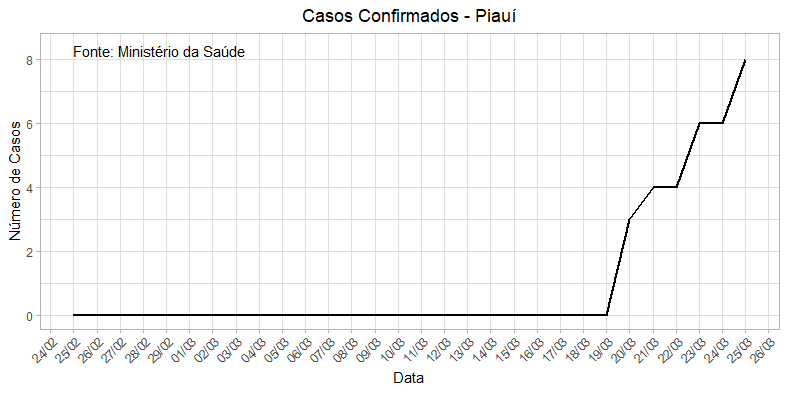 Casos Confirmados - Piauí
Fonte: Ministério da Saúde
Número de Casos
8
6
4
2
0
24/02 25/02 26/02 27/02 28/02 29/02 01/03 02/03 03/03 04/03 05/03 06/03 07/03 08/03 09/03 10/03 11/03 12/03 13/03 14/03 15/03 16/03 17/03 18/03 19/03 20/03 21/03 22/03 23/03 24/03 25/03 26/03
Data